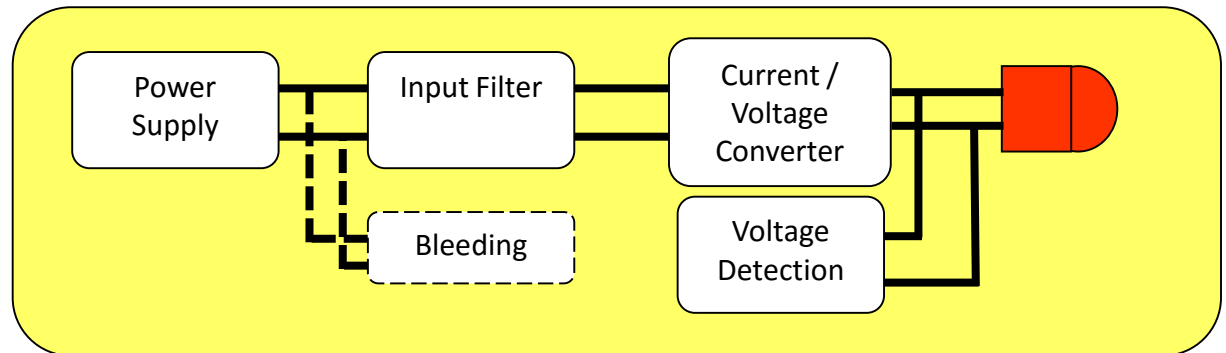 Power
Supply
Input Filter
Current /
Voltage
Converter
Bleeding
Voltage
Detection